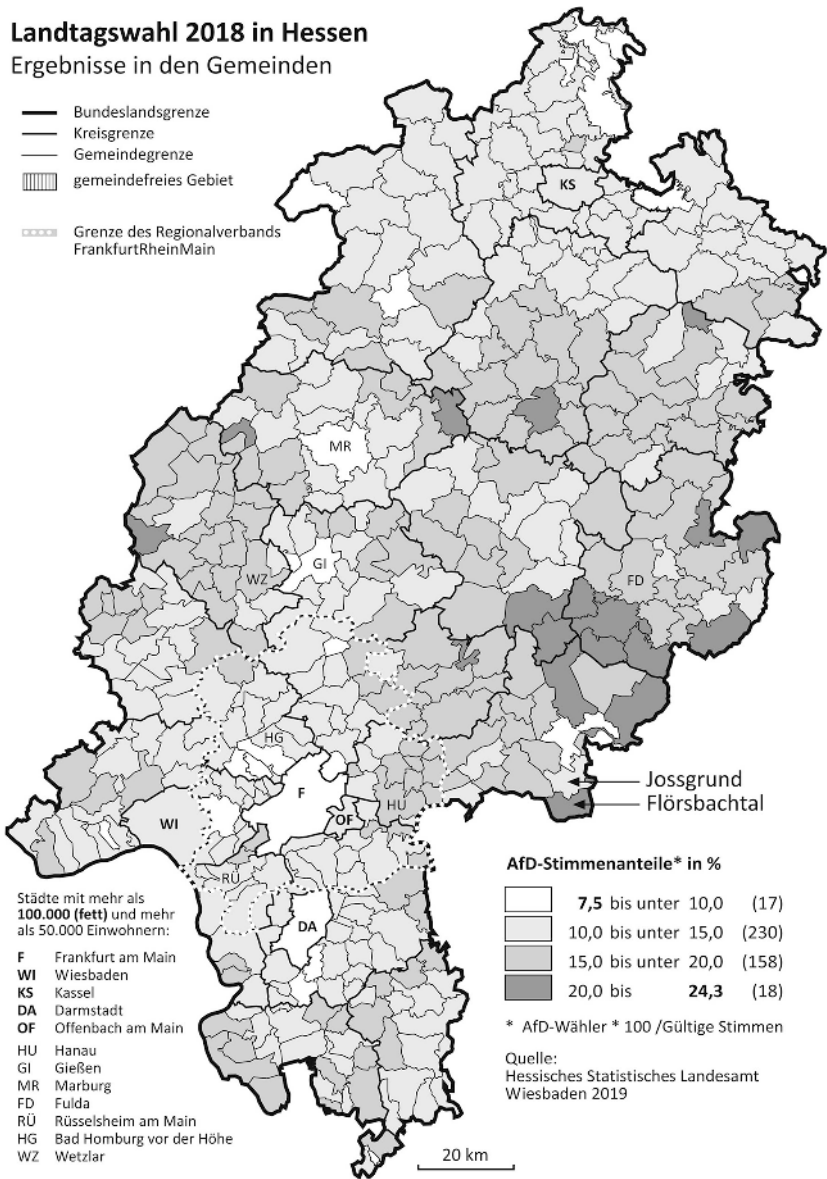 Landtagswahl 2018 in Hessen
Ergebnisse in den Gemeinden
Bundeslandsgrenze
Kreisgrenze
Gemeindegrenze
gemeindefreies Gebiet
Grenze des Regionalverbands
FrankfurtRheinMain
KS
MR
GI
WZ
FD
HG
F
HU
OF
WI
RÜ
DA
Jossgrund
Flörsbachtal
Städte mit mehr als
100.000 (fett) und mehr
als 50.000 Einwohnern:
F Frankfurt am Main
WI Wiesbaden
KS Kassel
DA Darmstadt
OF Offenbach am Main
HU Hanau
GI Gießen
MR Marburg
FD Fulda
RÜ Rüsselsheim am Main
HG Bad Homburg vor der Höhe
WZ Wetzlar
AfD-Stimmenanteile* in %
7,5 bis unter 10,0 (17)
10,0 bis unter 15,0 (230)
15,0 bis unter 20,0 (158)
20,0 bis 24,3 (18)
* AfD-Wähler * 100 /Gültige Stimmen
Quelle:
Hessisches Statistisches Landesamt
Wiesbaden 2019
20 km